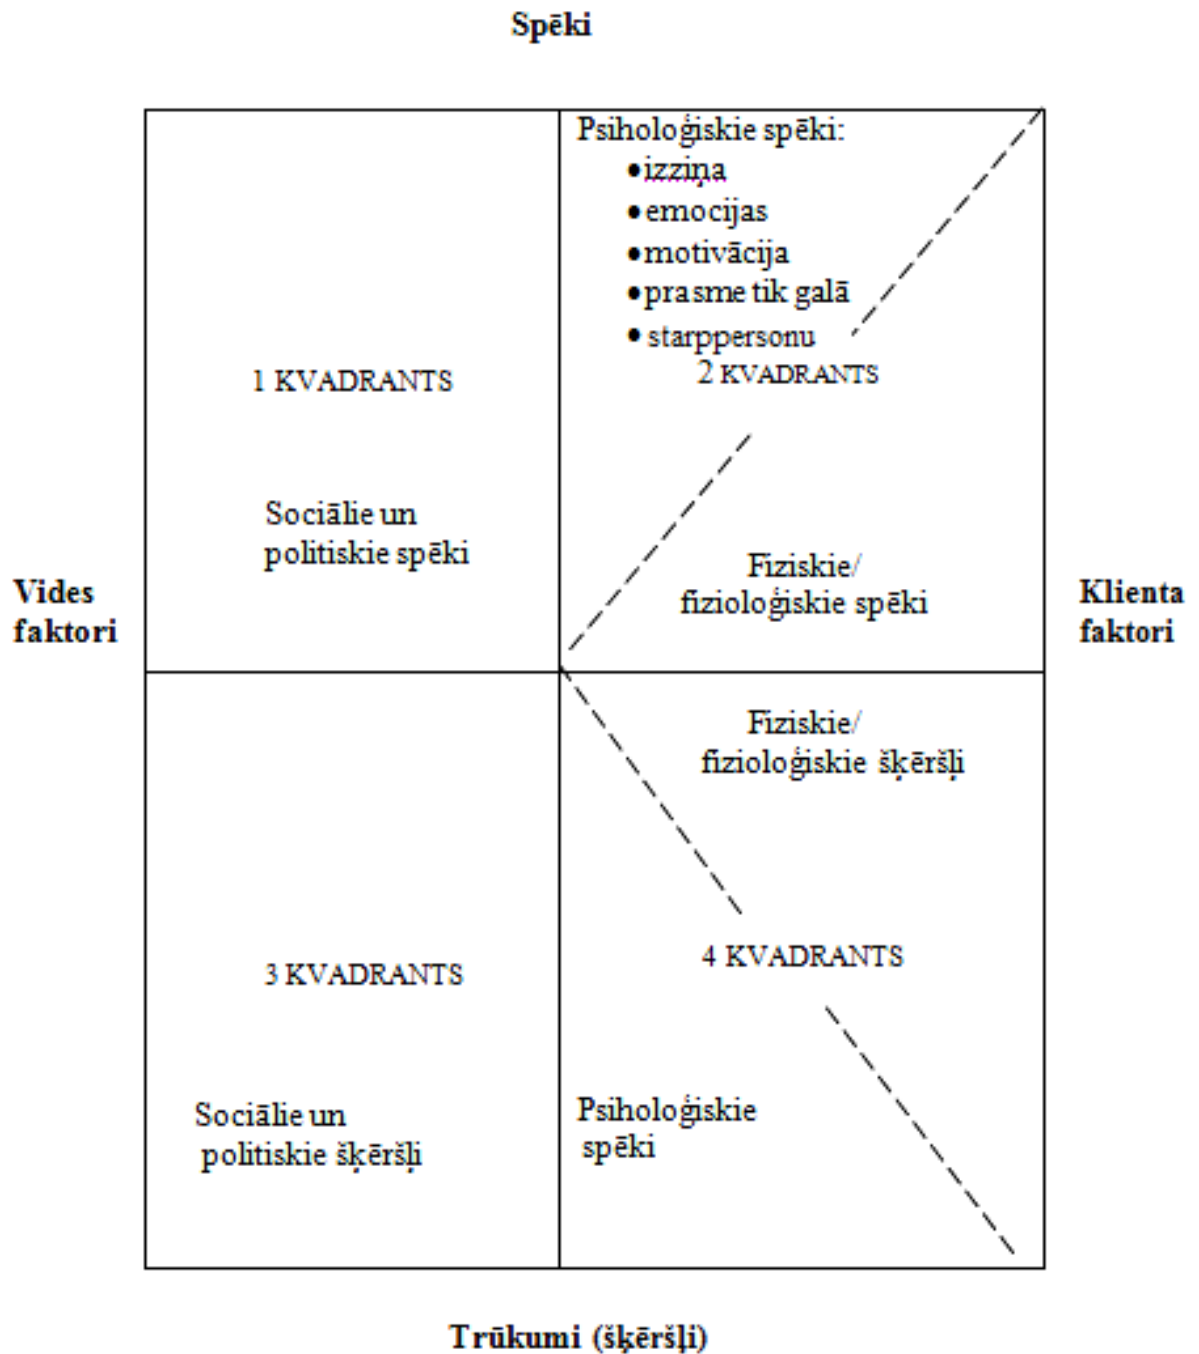 Spēki
Psiholoģiskie spēki:
•izziņa
•emocijas
•motivācija
•prasme tik galā
• starppersonu
1 KVADRANTS
2 KVADRANTS
Sociālie un
politiskie spēki
Fiziskie/
fizioloģiskie spēki
Vides
faktori
Klienta
faktori
Fiziskie/
fizioloģiskie šķēršļi
3 KVADRANTS
4 KVADRANTS
Sociālie un
politiskie šķēršļi
Psiholoģiskie
spēki
Trūkumi (šķēršļi)